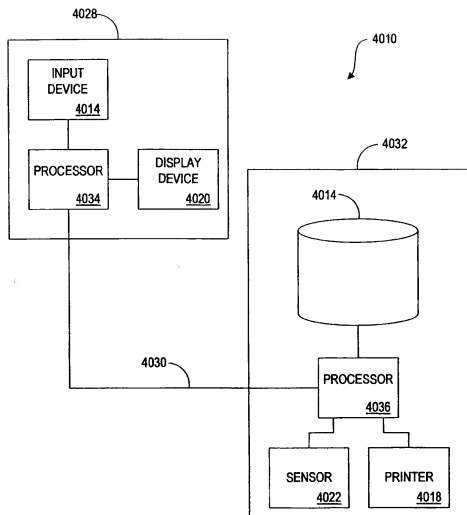 4028
4010
INPUT
DEVICE
4014
PROCESSOR
4034
DISPLAY
DEVICE
4020
4032
4014
4030
PROCESSOR
4036
SENSOR
4022
PRINTER
4018